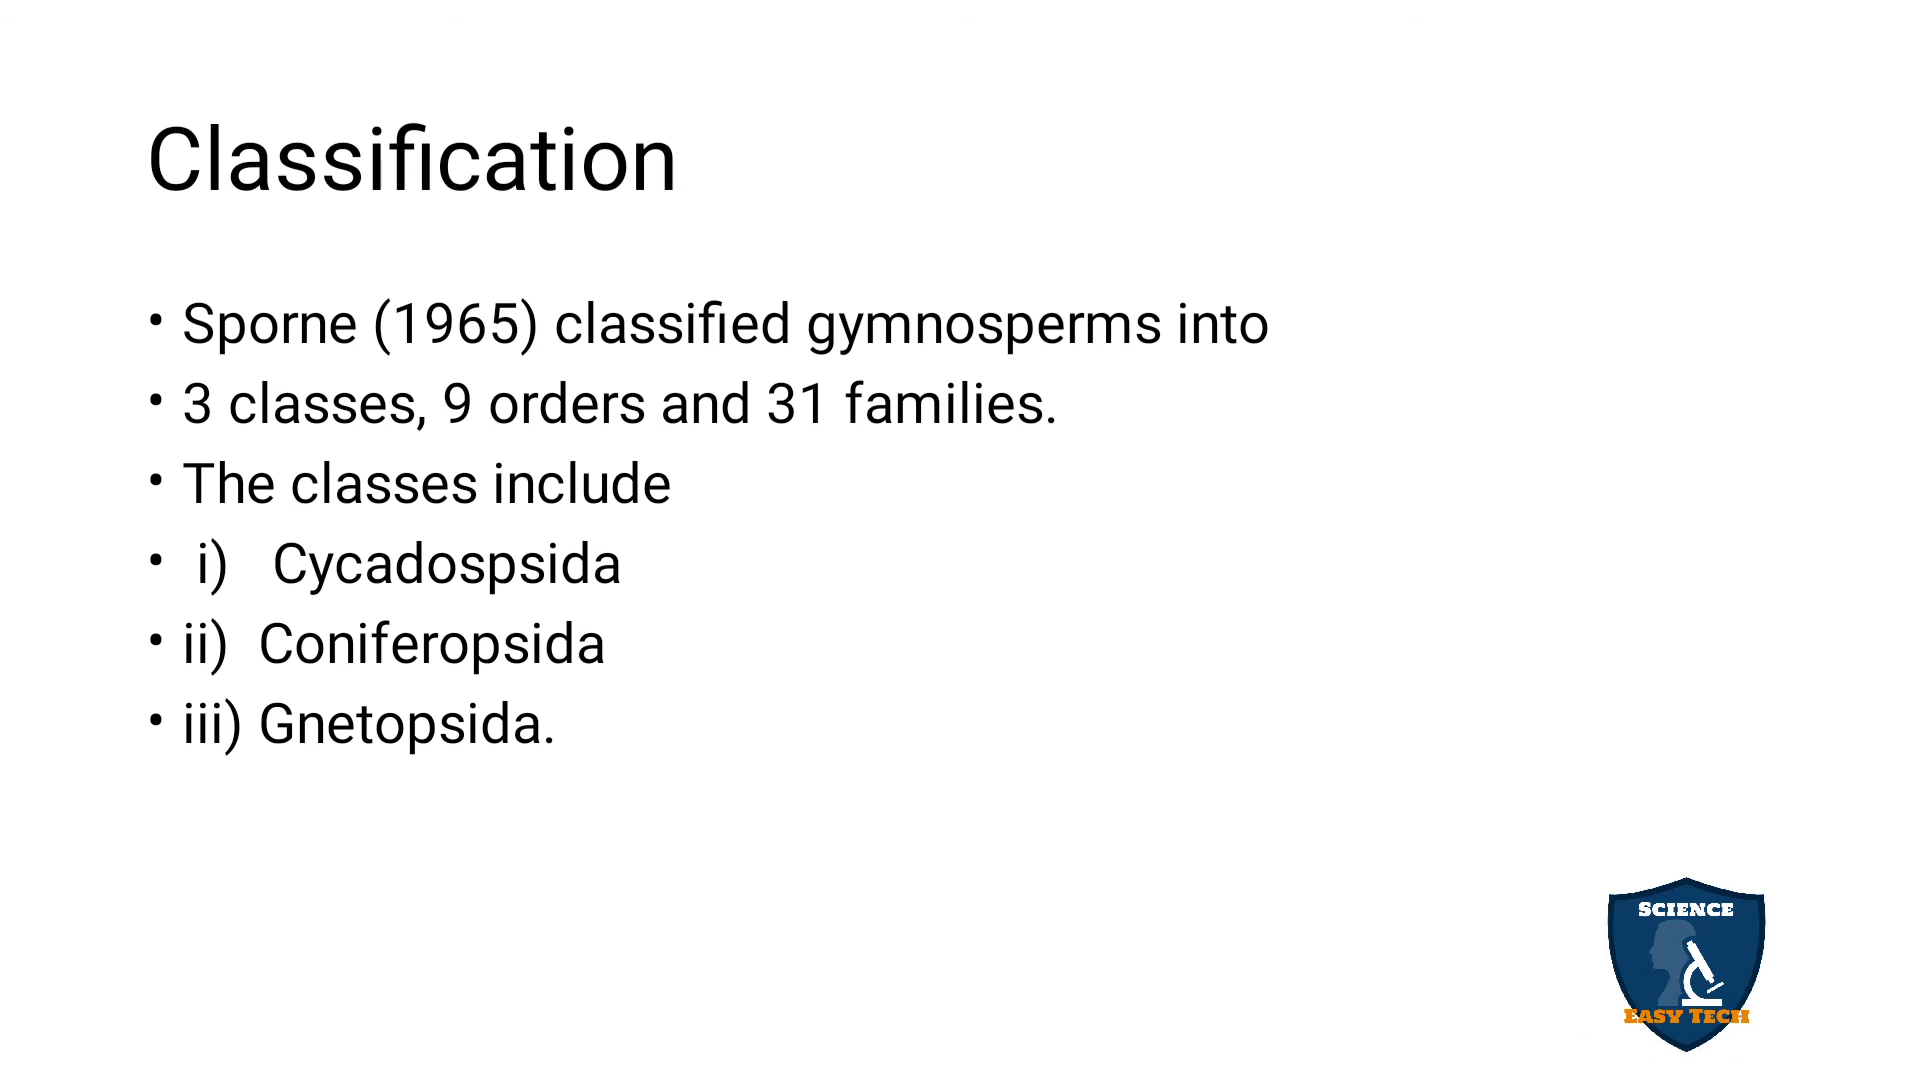 Classification
• Sporne (1965) classified gymnosperms into
• 3 classes, 9 orders and 31 families.
• The classes include
• i) Cycadospsida
• ii) Coniferopsida
• iii) Gnetopsida.
SCIENCE
EASY TECH